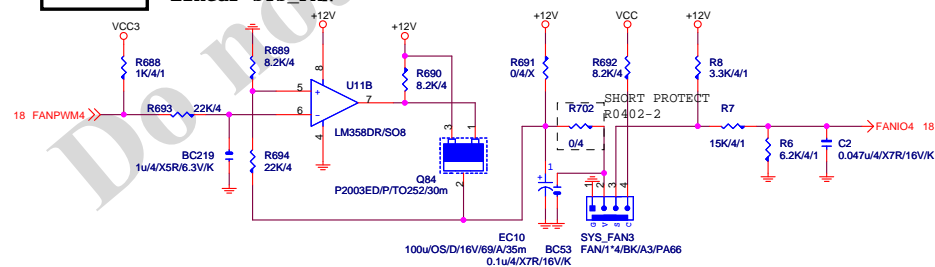 VCC3
R688
1K/4/1
18 FANPWM4
R693 22K/4
BC219
1u/4/X5R/6.3V/K
R689
8.2K/4
R694
22K/4
+12V
8
5
6
4
7
+
-
U11B
LM358DR/SO8
+12V
R690
8.2K/4
3
1
2
Q84
P2003ED/P/TO252/30m
+12V
R691
0/4/X
R702
0/4
SHORT PROTECT
R0402-2
VCC
R692
8.2K/4
+12V
R8
3.3K/4/1
R7
15K/4/1
R6
6.2K/4/1
C2
0.047u/4/X7R/16V/K
FANIO4 18
+
1
EC10
100u/OS/D/16V/69/A/35m
BC53
0.1u/4/X7R/16V/K
1
2
3
4
G
V
S
C
SYS_FAN3
FAN/1*4/BK/A3/PA66
Do no